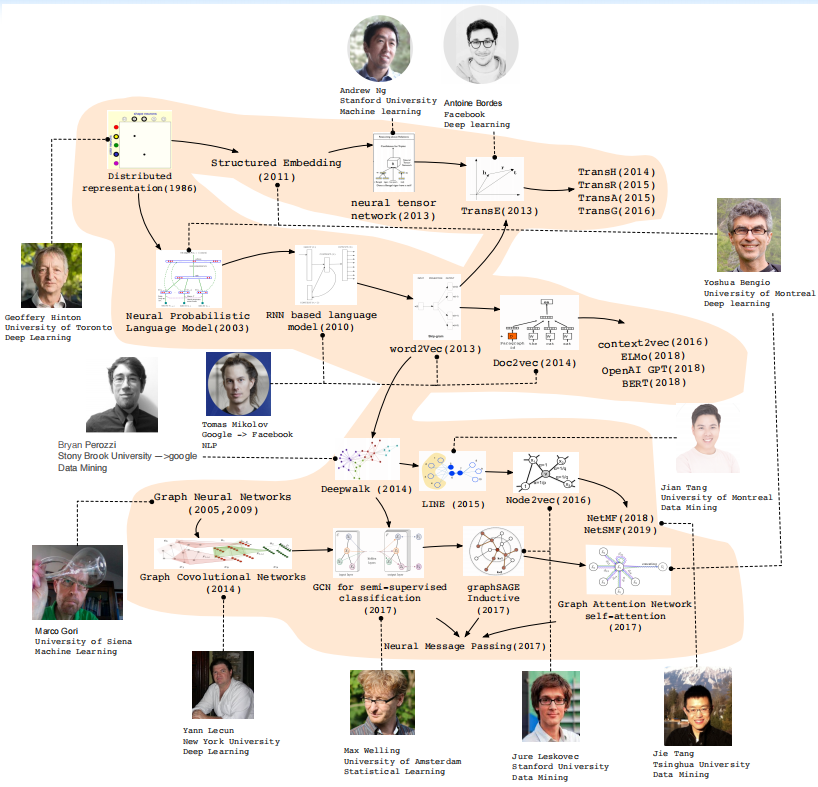 Andrew Ng
Stanford University
Machine learning
Antoine Bordes
Facebook
Deep learning
Distributed
representation(1986)
Structured Embedding
(2011)
neural tensor
network(2013)
TransE(2013)
TransH(2014)
TransR(2015)
TransA(2015)
TransG(2016)
Geoffery Hinton
University of Toronto
Deep Learning
Neural Probabilistic
Language Model(2003)
RNN based language
model(2010)
word2Vec(2013)
Doc2vec(2014)
context2vec(2016)
ELMo(2018)
OpenAI GPT(2018)
BERT(2018)
Yoshua Bengio
University of Montreal
Deep learning
Tomas Mikolov
Google -> Facebook
NLP
Bryan Perozzi
Stony Brook University —>google
Data Mining
Deepwalk (2014)
LINE (2015)
Node2vec(2016)
NetMF(2018)
NetSMF(2019)
Jian Tang
University of Montreal
Data Mining
Graph Neural Networks
(2005,2009)
Graph Covolutional Networks
(2014)
GCN for semi-supervised
classification
(2017)
graphSAGE
Inductive
(2017)
Graph Attention Network
self-attention
(2017)
Neural Message Passing(2017)
Marco Gori
University of Siena
Machine Learning
Yann Lecun
New York University
Deep Learning
Max Welling
University of Amsterdam
Statistical Learning
Jure Leskovec
Stanford University
Data Mining
Jie Tang
Tsinghua University
Data Mining